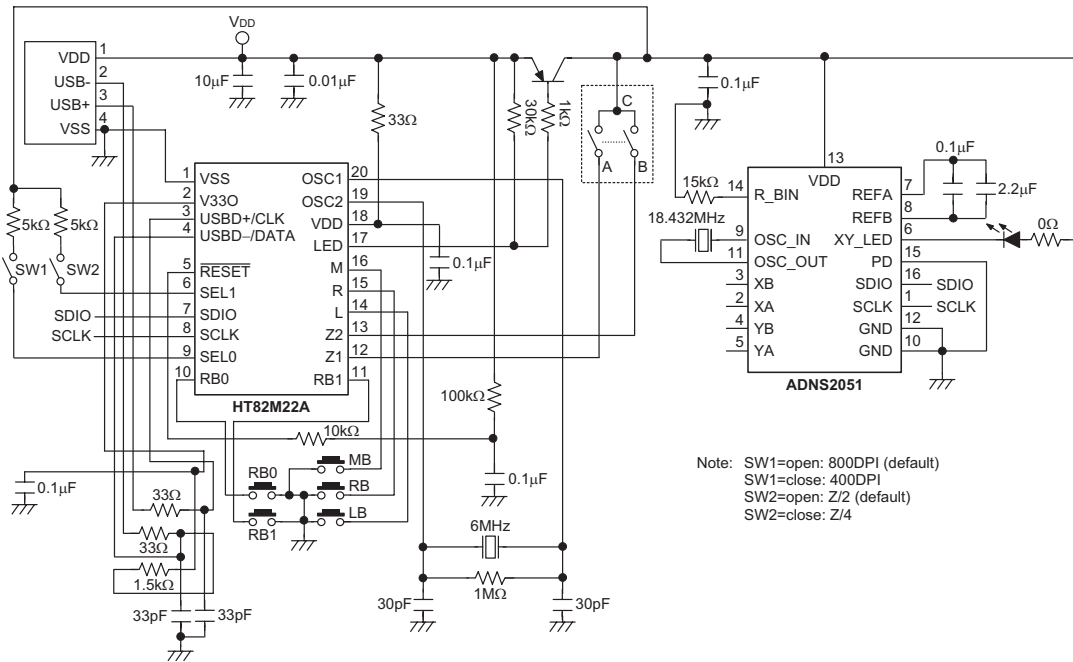 VDD
VDD 1
USB- 2
USB+ 3
VSS 4
10μF
0.01μF
33Ω
30kΩ
1kΩ
C
A
B
0.1μF
15kΩ
18.432MHz
13
VDD
14 R_BIN
9 OSC_IN
11 OSC_OUT
3 XB
2 XA
4 YB
5 YA
REFA 7
REFB 8
XY_LED 6
PD 15
SDIO 16 SDIO
SCLK 1 SCLK
GND 12
GND 10
ADNS2051
0.1μF
2.2μF
0Ω
5kΩ
5kΩ
SW1
SW2
SDIO
SCLK
1 VSS
2 V33O
3 USBD+/CLK
4 USBD–/DATA
5 RESET
6 SEL1
7 SDIO
8 SCLK
9 SEL0
10 RB0
OSC1 20
OSC2 19
VDD 18
LED 17
M 16
R 15
L 14
Z2 13
Z1 12
RB1 11
HT82M22A
0.1μF
100kΩ
10kΩ
0.1μF
MB
RB0
RB
RB1
LB
0.1μF
33Ω
33Ω
1.5kΩ
33pF
33pF
6MHz
1MΩ
30pF
30pF
Note: SW1=open: 800DPI (default)
SW1=close: 400DPI
SW2=open: Z/2 (default)
SW2=close: Z/4